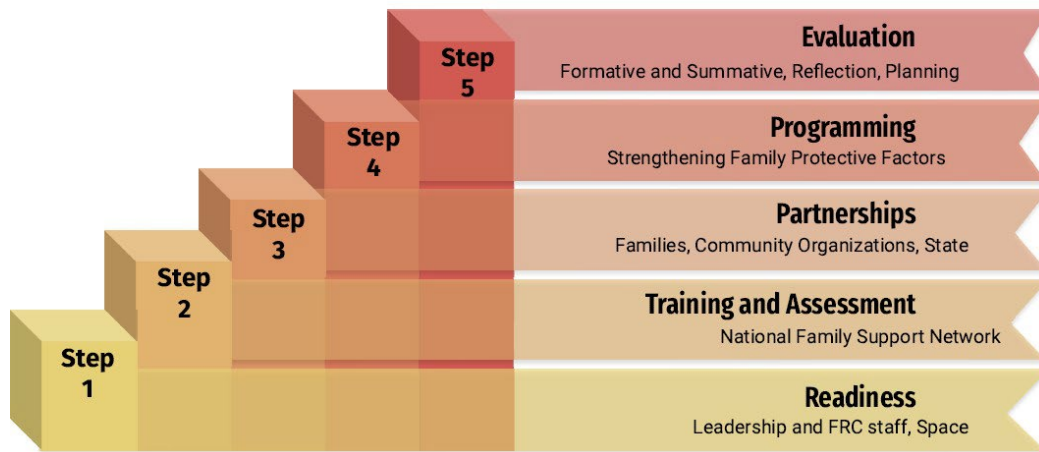 Step
5
Evaluation
Formative and Summative, Reflection, Planning
Step
4
Programming
Strengthening Family Protective Factors
Step
3
Partnerships
Families, Community Organizations, State
Step
2
Training and Assessment
National Family Support Network
Step
1
Readiness
Leadership and FRC staff, Space